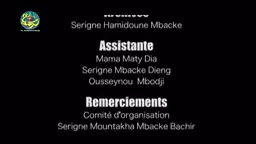 Archives
Serigne Hamidoune Mbacke
Assistante
Mama Maty Dia
Serigne Mbacke Dieng
Ousseynou Mbodji
Remerciements
Comité d'organisation
Serigne Mountakha Mbacke Bachir